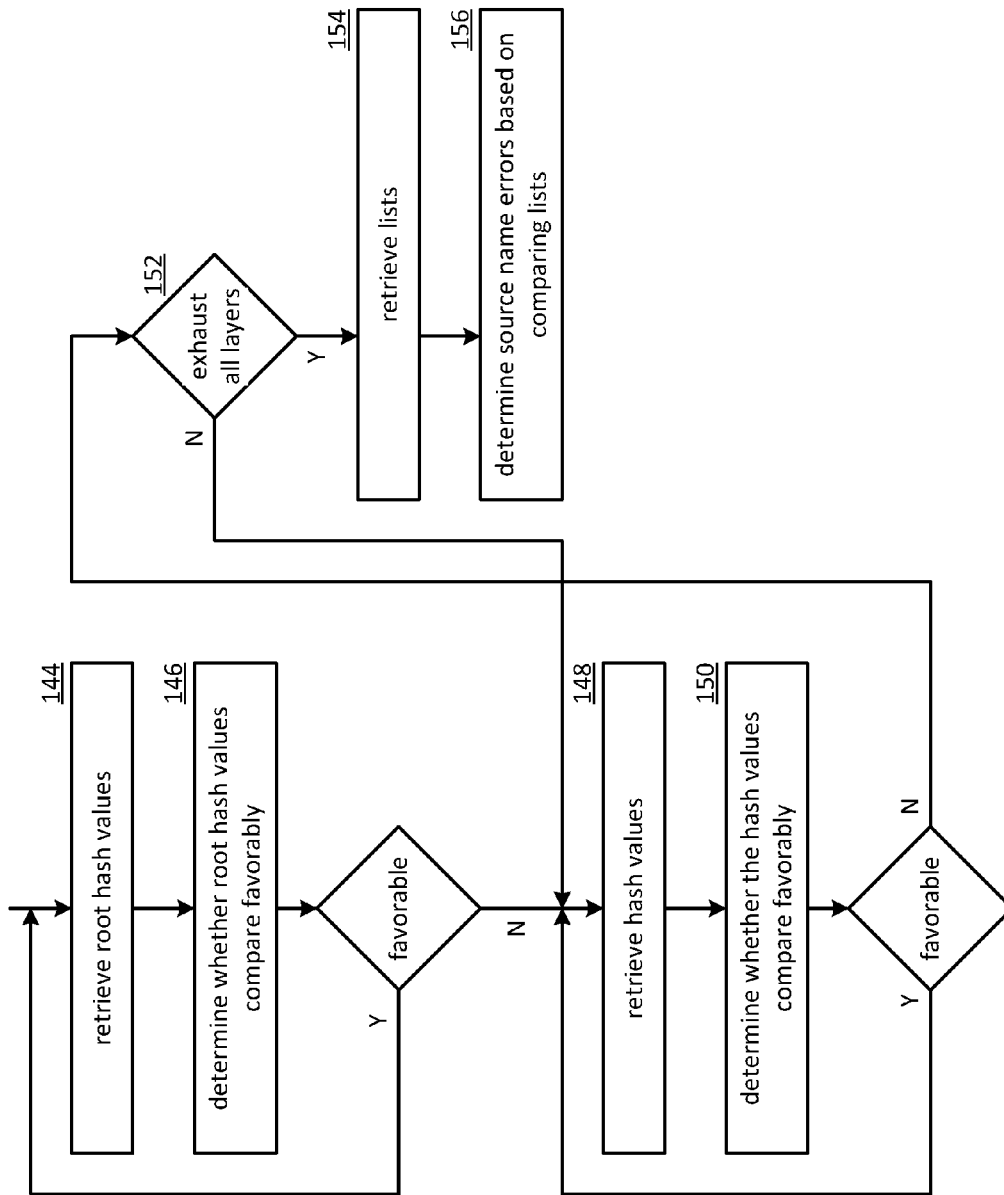 144
retrieve root hash values
146
determine whether root hash values
compare favorably
favorable
Y
N
148
retrieve hash values
150
determine whether the hash values
compare favorably
favorable
Y
N
152
exhaust
all layers
N
Y
154
retrieve lists
156
determine source name errors based on
comparing lists